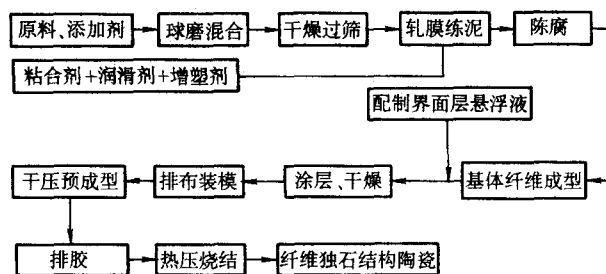 原料、添加剂
球磨混合
干燥过筛
轧膜练泥
陈腐
粘合剂+润滑剂+增塑剂
配制界面层悬浮液
干压预成型
排布装模
涂层、干燥
基体纤维成型
排胶
热压烧结
纤维独石结构陶瓷